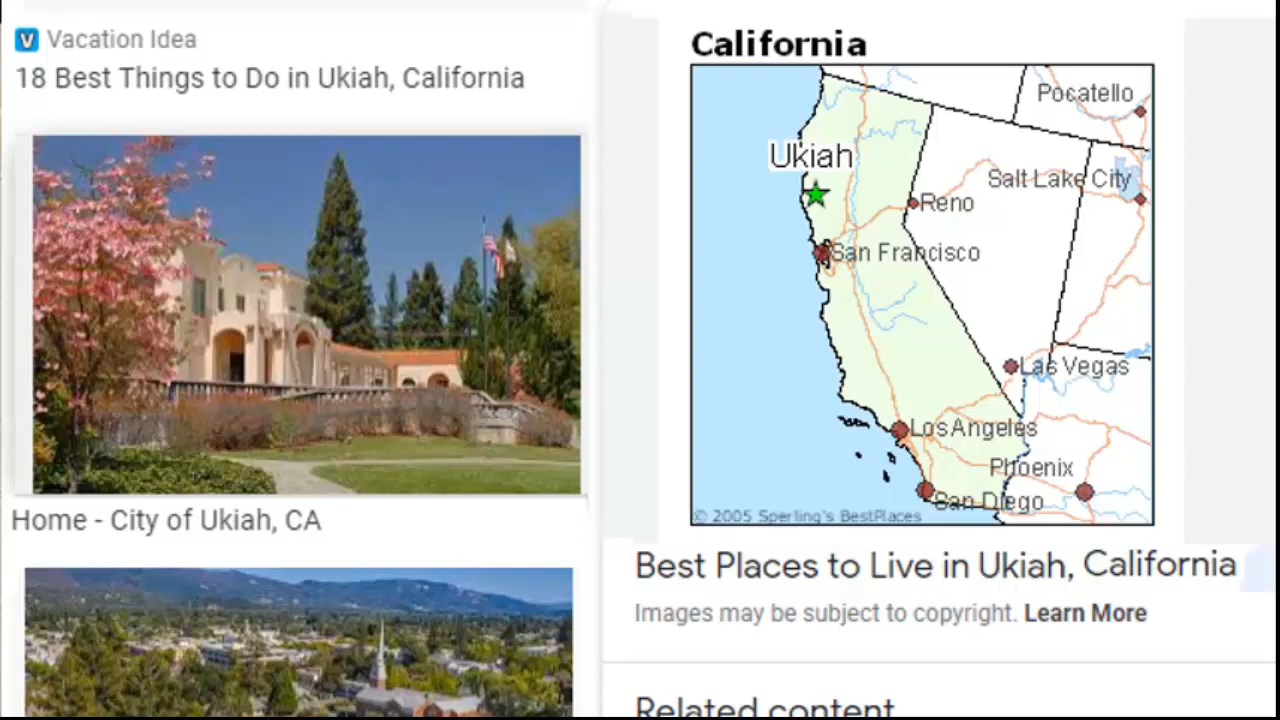 Vacation Idea
18 Best Things to Do in Ukiah, California
Home - City of Ukiah, CA
California
Pocatello
Ukiah
Salt Lake City
Reno
San Francisco
Las Vegas
Los Angeles
Phoenix
San Diego
© 2005 Sperling's BestPlaces
Best Places to Live in Ukiah, California
Images may be subject to copyright. Learn More
Related content